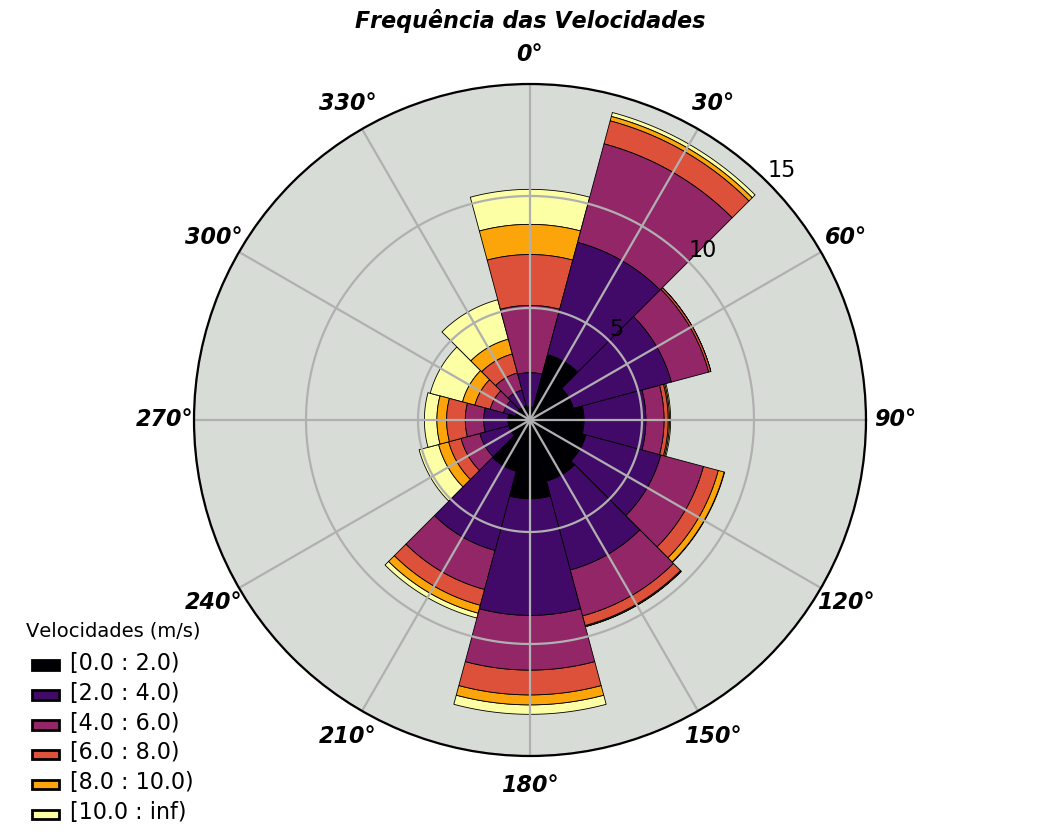 Frequência das Velocidades
0°
330°
30°
15
300°
60°
10
5
270°
90°
240°
120°
210°
150°
180°
Velocidades (m/s)
[0.0 : 2.0)
[2.0 : 4.0)
[4.0 : 6.0)
[6.0 : 8.0)
[8.0 : 10.0)
[10.0 : inf)